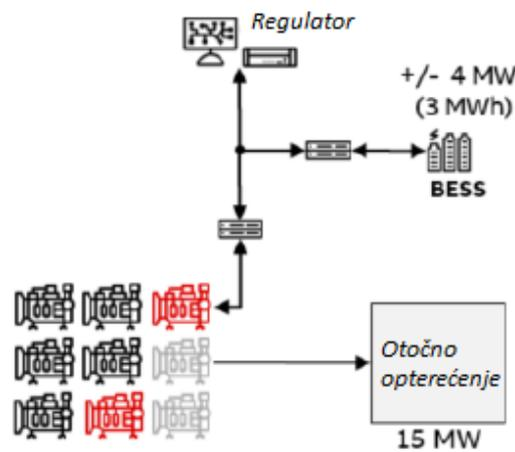 Regulator
+/- 4 MW
(3 MWh)
BESS
Otočno
opterećenje
15 MW